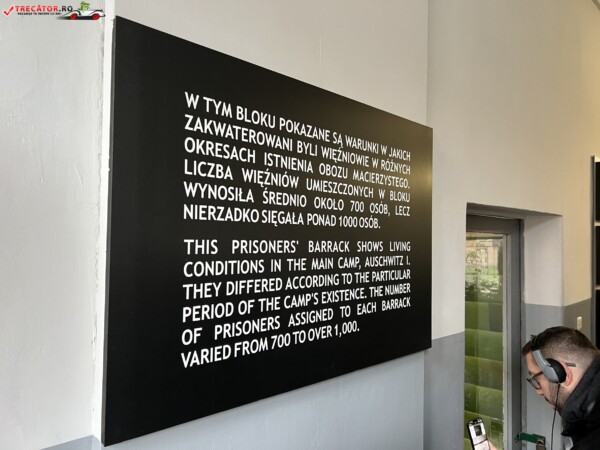 TRECĂTOR.RO
W TYM BLOKU POKAZANE SĄ WARUNKI W JAKICH
ZAKWATEROWANI BYLI WIĘŹNIOWIE W RÓŻNYCH
OKRESACH ISTNIENIA OBOZU MACIERZYSTEGO.
LICZBA WIĘŹNIÓW UMIESZCZONYCH W BLOKU
WYNOSIŁA ŚREDNIO OKOŁO 700 OSÓB, LECZ
NIERZADKO SIĘGAŁA PONAD 1000 OSÓB.
THIS PRISONERS' BARRACK SHOWS LIVING
CONDITIONS IN THE MAIN CAMP, AUSCHWITZ I.
THEY DIFFERED ACCORDING TO THE PARTICULAR
PERIOD OF THE CAMP'S EXISTENCE. THE NUMBER
OF PRISONERS ASSIGNED TO EACH BARRACK
VARIED FROM 700 TO OVER 1,000.